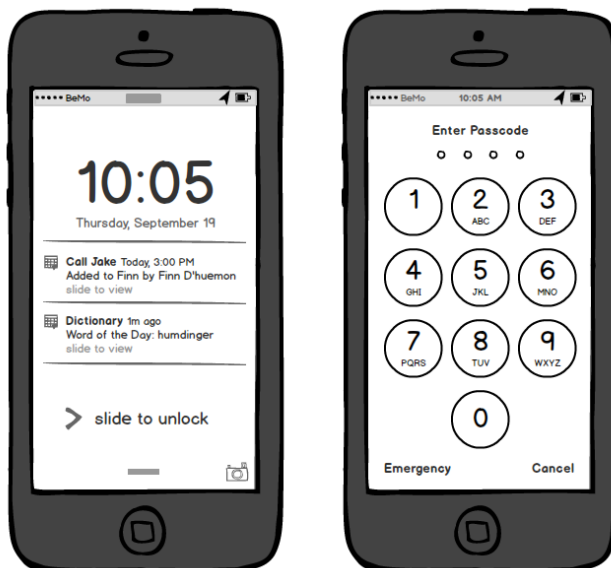 BeMo
10:05
Thursday, September 19
Call Jake Today, 3:00 PM
Added to Finn by Finn D'huemon
slide to view
Dictionary 1m ago
Word of the Day: humdinger
slide to view
> slide to unlock
BeMo 10:05 AM
Enter Passcode
1 2 3
ABC DEF
4 5 6
GHI JKL MNO
7 8 9
PQRS TUV WXYZ
0
Emergency Cancel